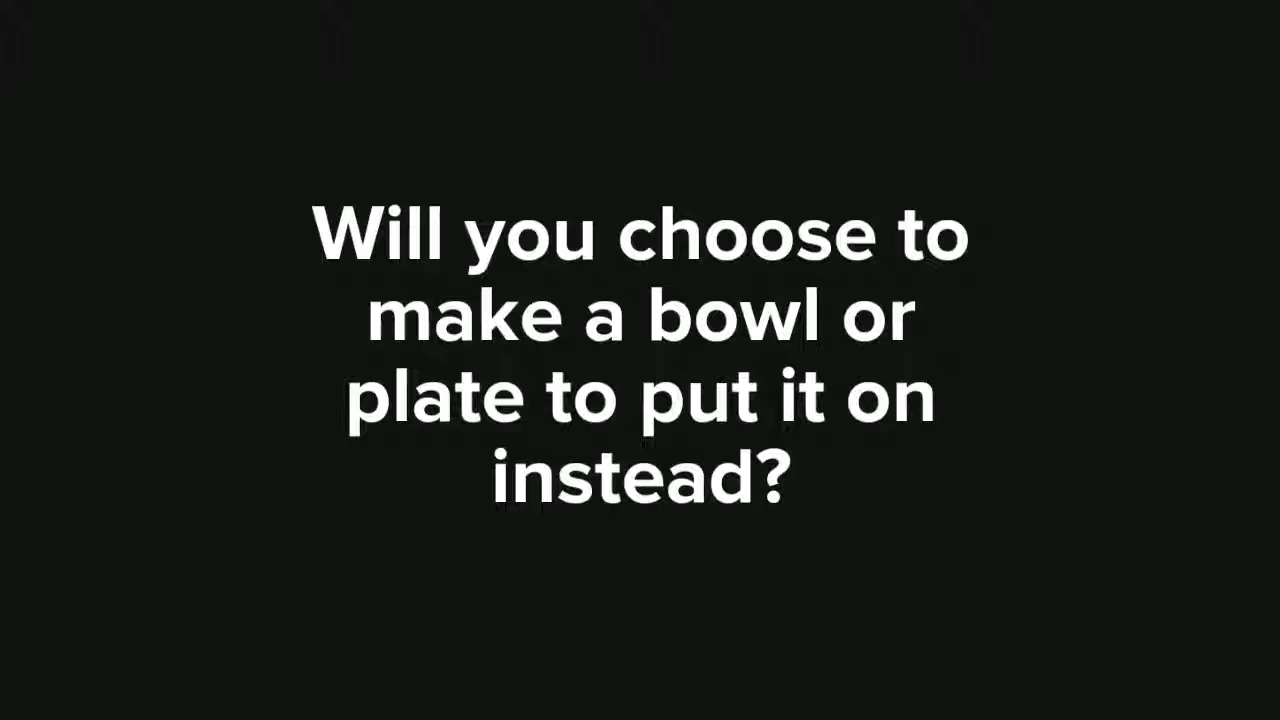 Will you choose to
make a bowl or
plate to put it on
instead?